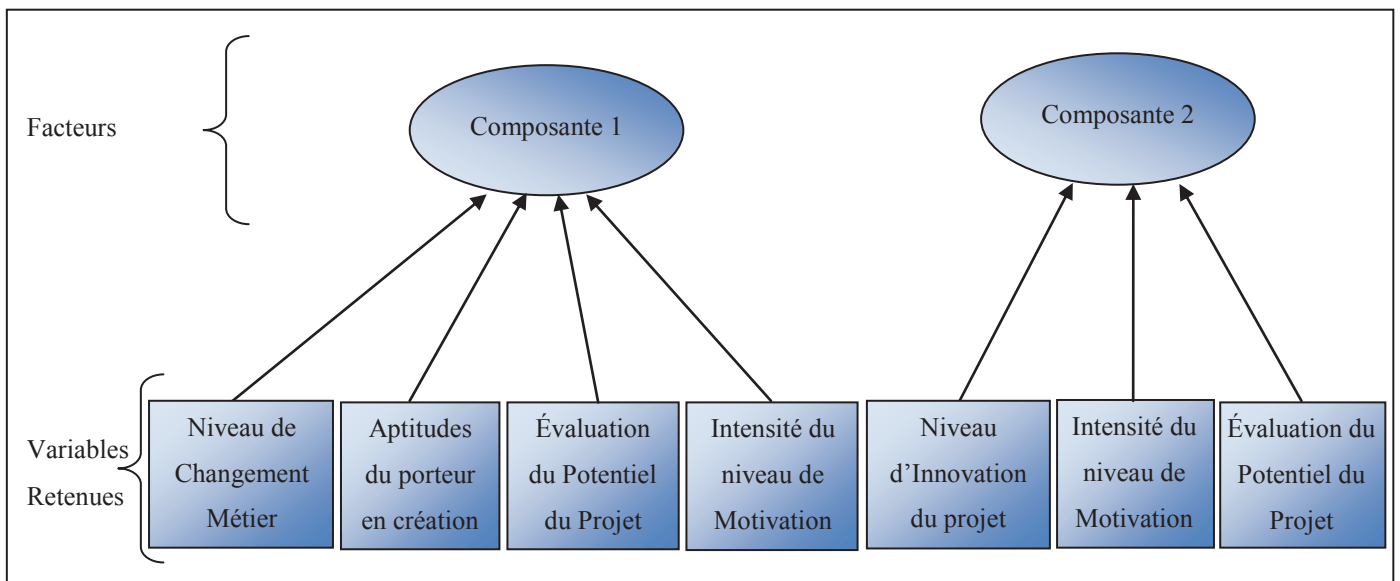 Facteurs
Composante 1
Composante 2
Variables
Retenues
Niveau de
Changement
Métier
Aptitudes
du porteur
en création
Évaluation
du Potentiel
du Projet
Intensité du
niveau de
Motivation
Niveau
d’Innovation
du projet
Intensité du
niveau de
Motivation
Évaluation du
Potentiel du
Projet